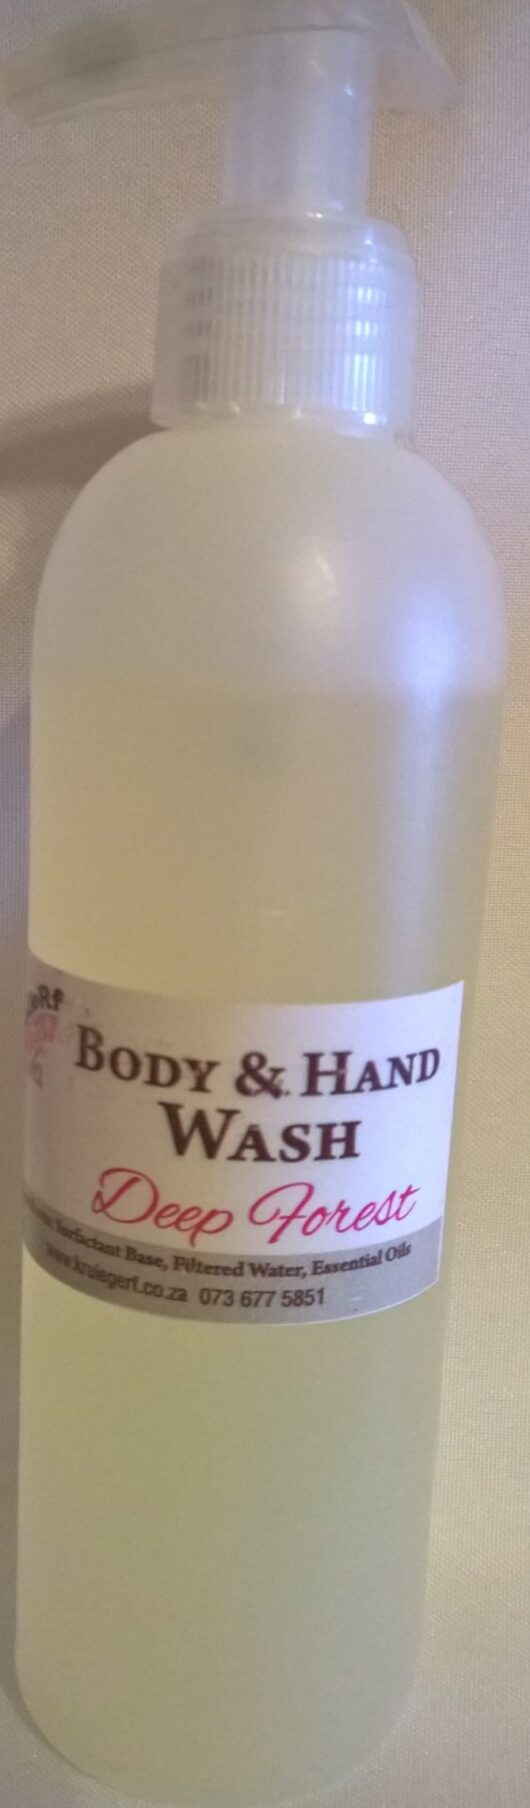 BODY & HAND
WASH
Deep Forest
Surfactant Base, Filtered Water, Essential Oils
www.kruiegerf.co.za 073 677 5851